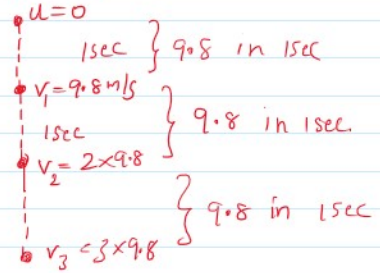 u=0
1sec } 9.8 in 1sec
v₁=9.8m/s
1sec } 9.8 in 1sec.
v₂= 2×9.8
} 9.8 in 1sec
v₃=3×9.8